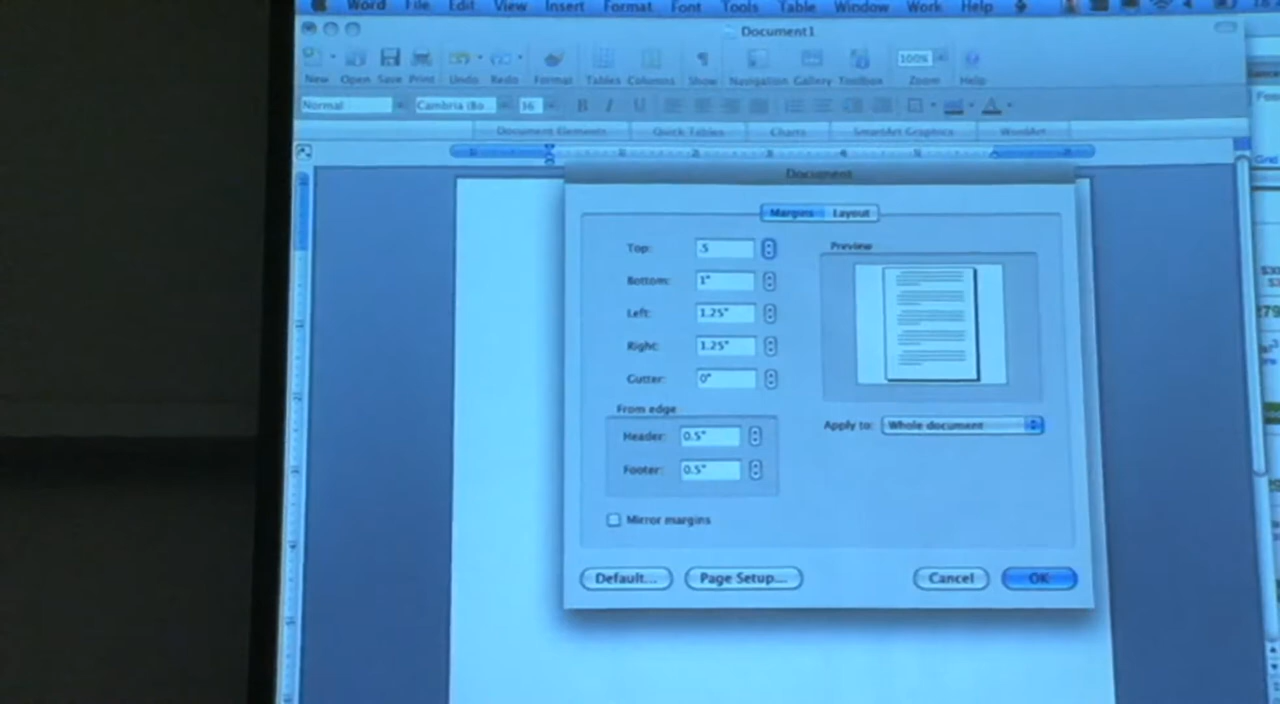 Word File Edit View Insert Format Font Tools Table Window Work Help
Document1
New Open Save Print Undo Redo Format Tables Columns Show Navigation Gallery Toolbox Zoom Help
100%
Normal Cambria (Bo... 16 B I U A
Document Elements Quick Tables Charts SmartArt Graphics WordArt
Document
Margins Layout
Top: .5 Preview
Bottom: 1"
Left: 1.25"
Right: 1.25"
Gutter: 0"
From edge
Apply to: Whole document
Header: 0.5"
Footer: 0.5"
Mirror margins
Default... Page Setup... Cancel OK